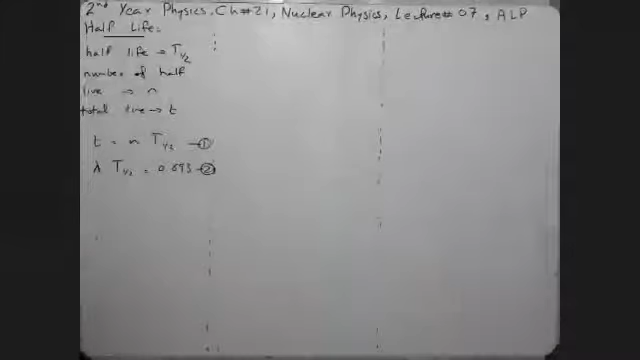 2nd Year Physics, Ch#21, Nuclear Physics, Lecture# 07, ALP
Half Life:
half life → T1/2
number of half
live → n
total time → t
t = n T1/2 → ①
λ T1/2 = 0.693 → ②